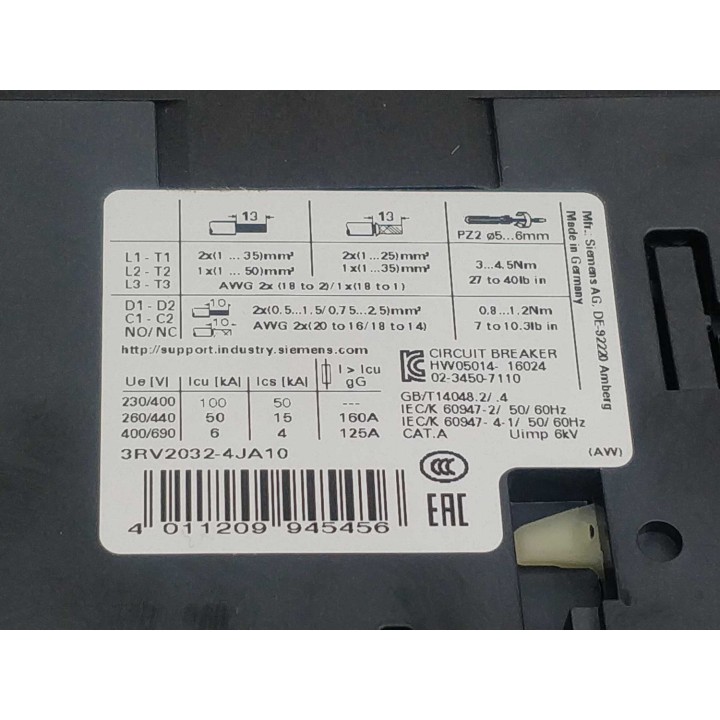 13
13
PZ2 ø5...6mm
L1 - T1
L2 - T2
L3 - T3
2x(1 ... 35)mm²
1x(1 ... 50)mm²
2x(1 ...25)mm²
1x(1 ...35)mm²
AWG 2x (18 to 2)/1x(18 to 1)
3...4.5Nm
27 to 40lb in
D1 - D2
C1 - C2
NO/NC
10
10
2x(0.5...1.5/0.75...2.5)mm²
AWG 2x(20 to 16/18 to 14)
0.8...1.2Nm
7 to 10.3lb in
http://support.industry.siemens.com
Ue [V] Icu [kA] Ics [kA] I > Icu gG
230/400 100 50 ---
260/440 50 15 160A
400/690 6 4 125A
3RV2032-4JA10
4 011209 945456
CIRCUIT BREAKER
HW05014- 16024
02-3450-7110
GB/T14048.2/ .4
IEC/K 60947-2/ 50/60Hz
IEC/K 60947-4-1/ 50/60Hz
CAT.A Uimp 6kV
(AW)
CCC
EAC
Mfr.: Siemens AG, DE-92220 Amberg
Made in Germany